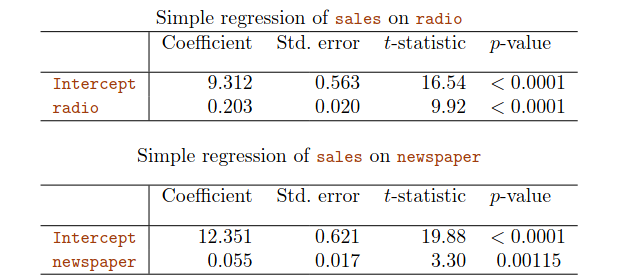 Simple regression of sales on radio
Coefficient Std. error t-statistic p-value
Intercept 9.312 0.563 16.54 < 0.0001
radio 0.203 0.020 9.92 < 0.0001
Simple regression of sales on newspaper
Coefficient Std. error t-statistic p-value
Intercept 12.351 0.621 19.88 < 0.0001
newspaper 0.055 0.017 3.30 0.00115